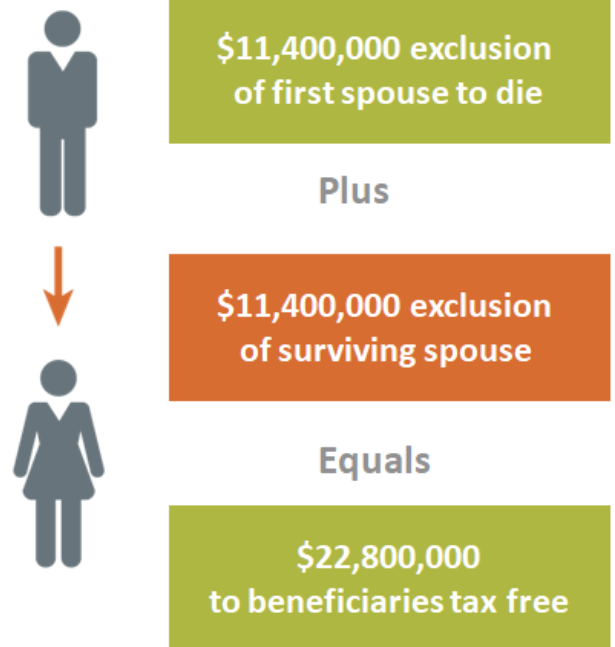 $11,400,000 exclusion
of first spouse to die
Plus
$11,400,000 exclusion
of surviving spouse
Equals
$22,800,000
to beneficiaries tax free